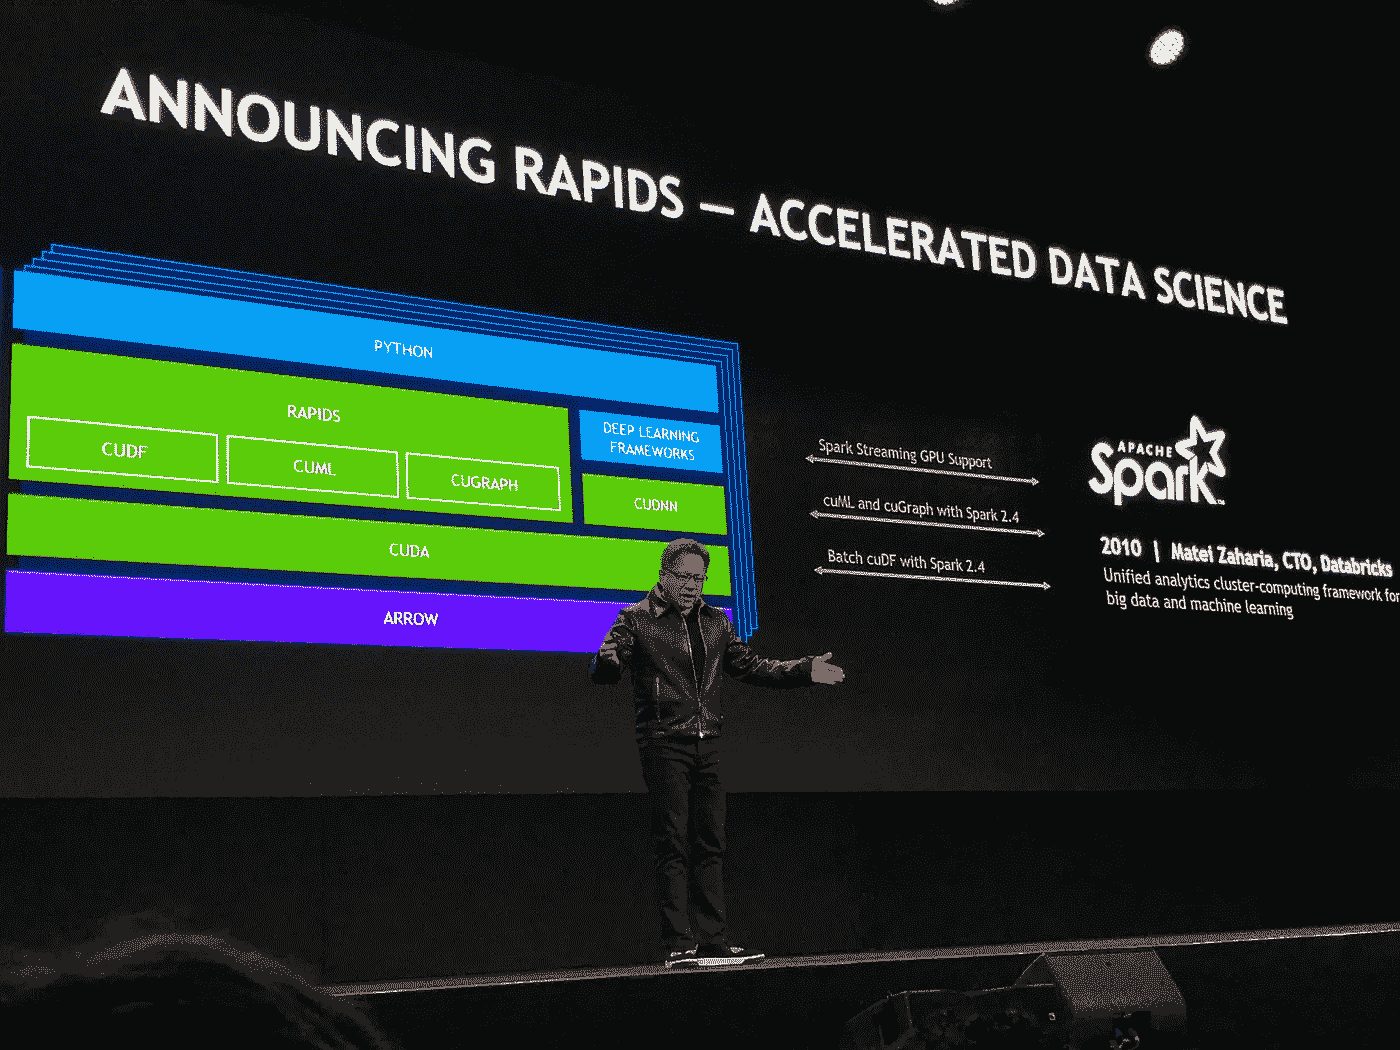 ANNOUNCING RAPIDS — ACCELERATED DATA SCIENCE
PYTHON
RAPIDS
CUDF
CUML
CUGRAPH
DEEP LEARNING
FRAMEWORKS
CUDNN
CUDA
ARROW
Spark Streaming GPU Support
cuML and cuGraph with Spark 2.4
Batch cuDF with Spark 2.4
APACHE
Spark™
2010 | Matei Zaharia, CTO, Databricks
Unified analytics cluster-computing framework for
big data and machine learning